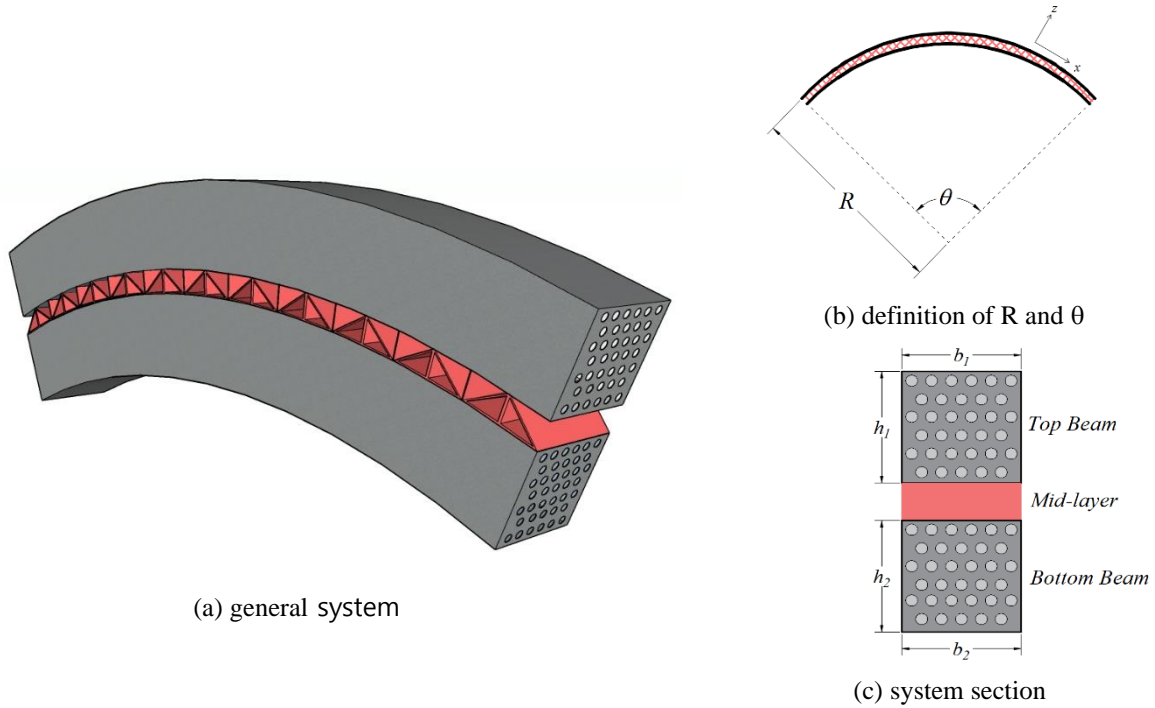 z
x
R
θ
(b) definition of R and θ
b₁
h₁
Top Beam
Mid-layer
h₂
Bottom Beam
b₂
(a) general system
(c) system section